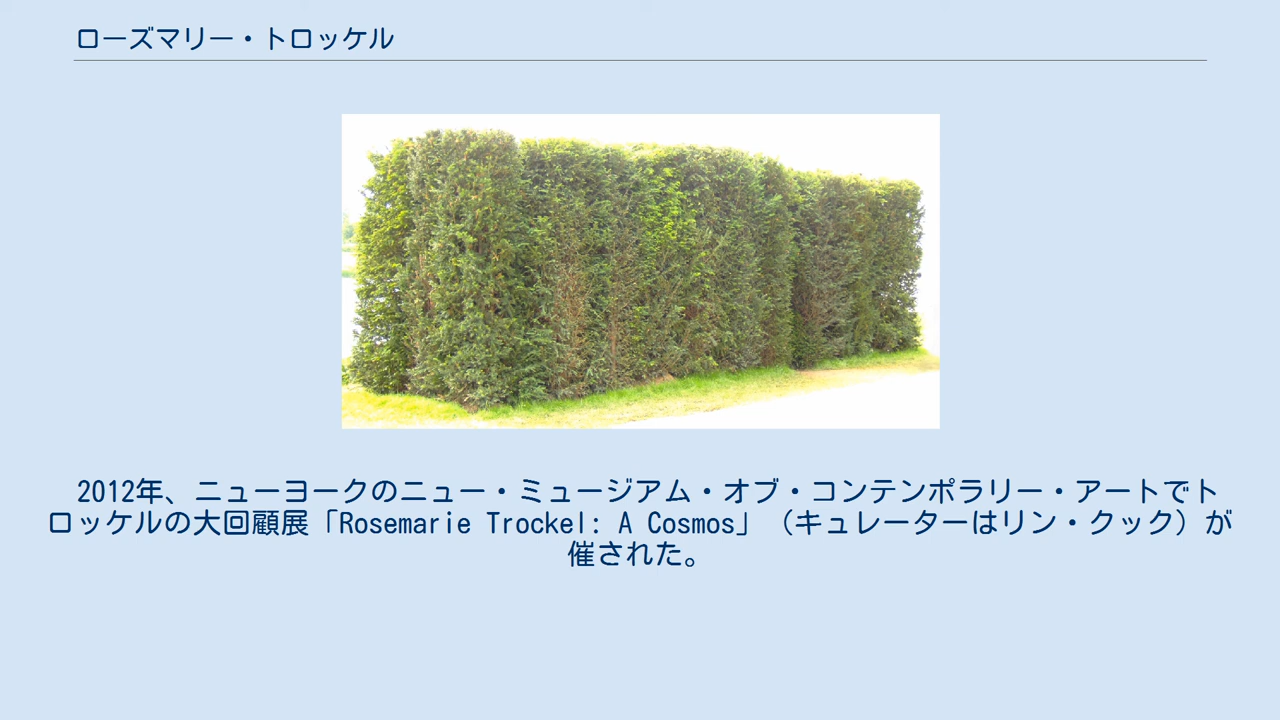 ローズマリー・トロッケル
2012年、ニューヨークのニュー・ミュージアム・オブ・コンテンポラリー・アートでト
ロッケルの大回顧展「Rosemarie Trockel: A Cosmos」（キュレーターはリン・クック）が
催された。